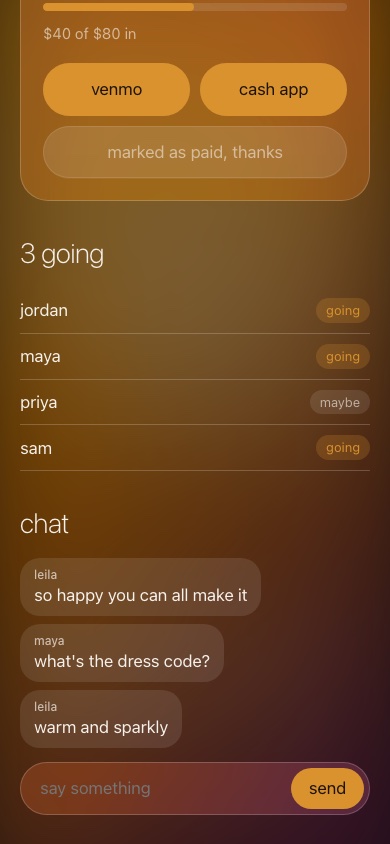 $40 of $80 in
venmo
cash app
marked as paid, thanks
3 going
jordan
going
maya
going
priya
maybe
sam
going
chat
leila
so happy you can all make it
maya
what's the dress code?
leila
warm and sparkly
say something
send